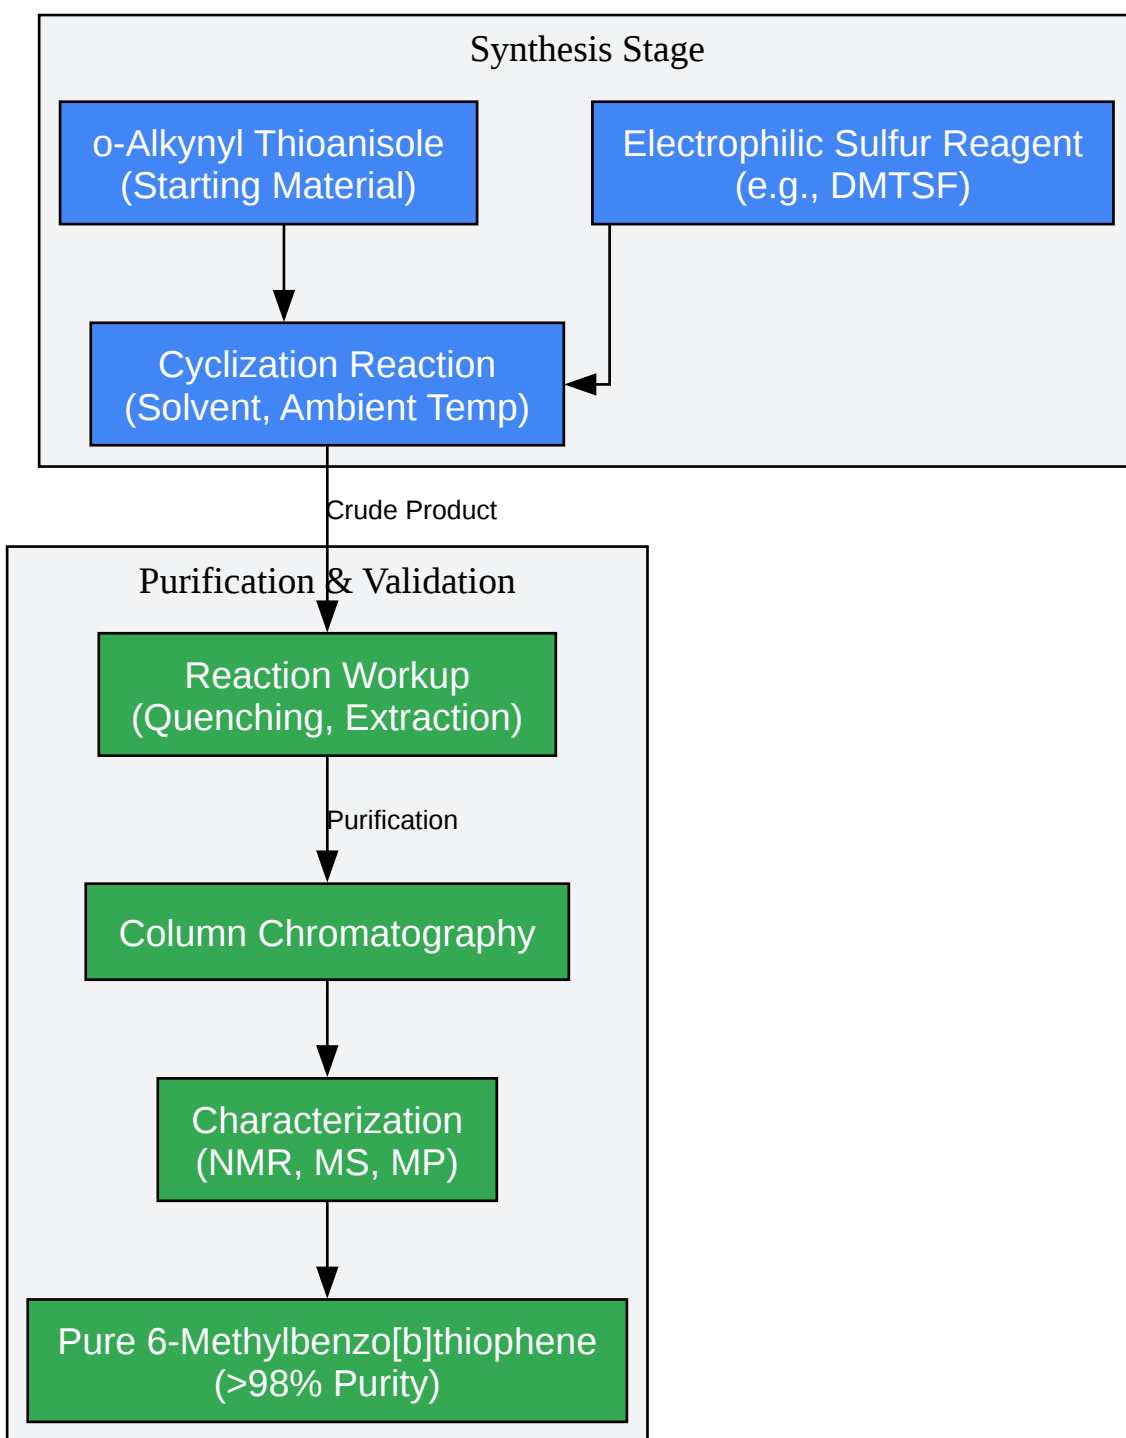 Synthesis Stage
o-Alkynyl Thioanisole
(Starting Material)
Electrophilic Sulfur Reagent
(e.g., DMTSF)
Cyclization Reaction
(Solvent, Ambient Temp)
Crude Product
Purification & Validation
Reaction Workup
(Quenching, Extraction)
Purification
Column Chromatography
Characterization
(NMR, MS, MP)
Pure 6-Methylbenzo[b]thiophene
(>98% Purity)